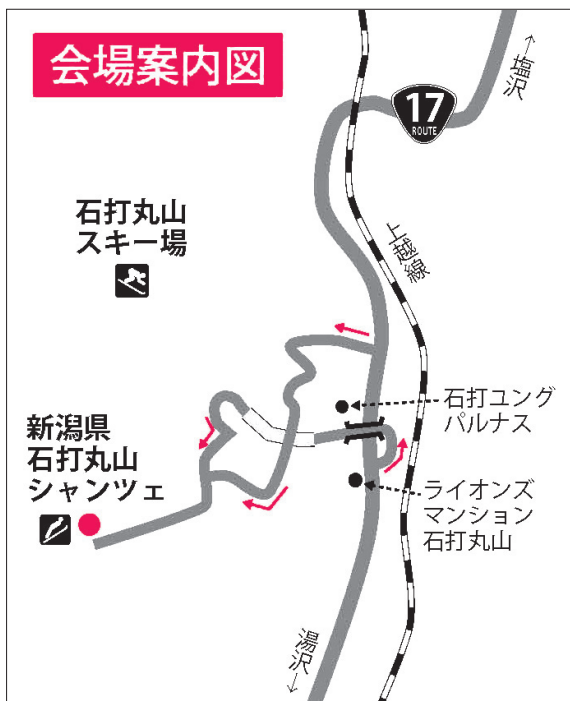 会場案内図
←塩沢
17
ROUTE
石打丸山
スキー場
上越線
石打ユング
パルナス
新潟県
石打丸山
シャンツェ
ライオンズ
マンション
石打丸山
湯沢→